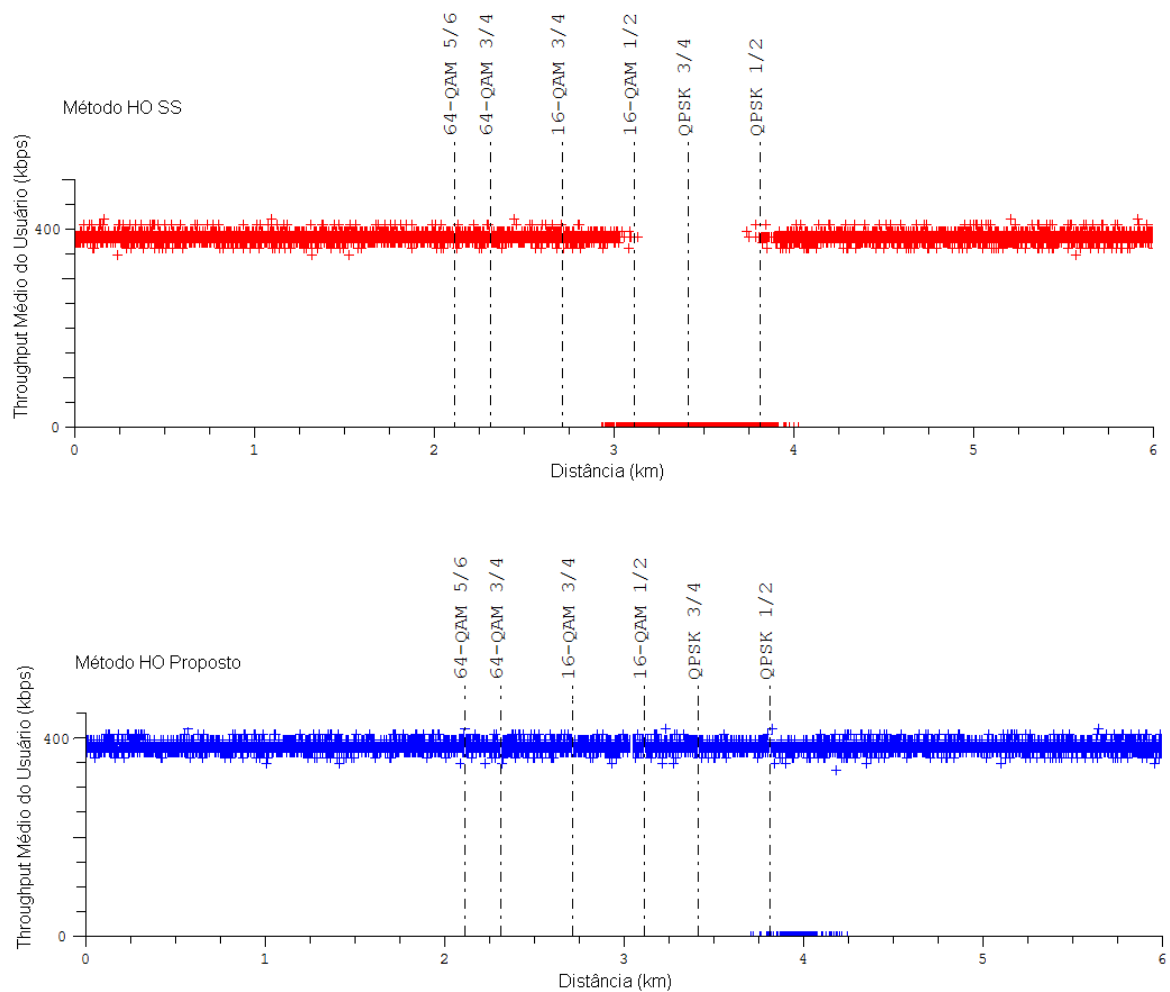 64-QAM 5/6
64-QAM 3/4
16-QAM 3/4
16-QAM 1/2
QPSK 3/4
QPSK 1/2
Método HO SS
Throughput Médio do Usuário (kbps)
400
0
0 1 2 3 4 5 6
Distância (km)
64-QAM 5/6
64-QAM 3/4
16-QAM 3/4
16-QAM 1/2
QPSK 3/4
QPSK 1/2
Método HO Proposto
Throughput Médio do Usuário (kbps)
400
0
0 1 2 3 4 5 6
Distância (km)